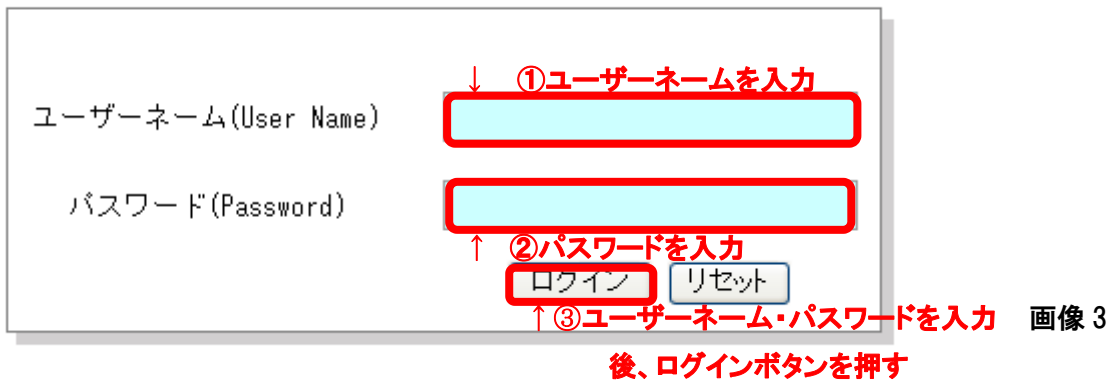 ↓ ①ユーザーネームを入力
ユーザーネーム(User Name)
パスワード(Password)
↑ ②パスワードを入力
ログイン リセット
↑③ユーザーネーム・パスワードを入力 画像3
後、ログインボタンを押す